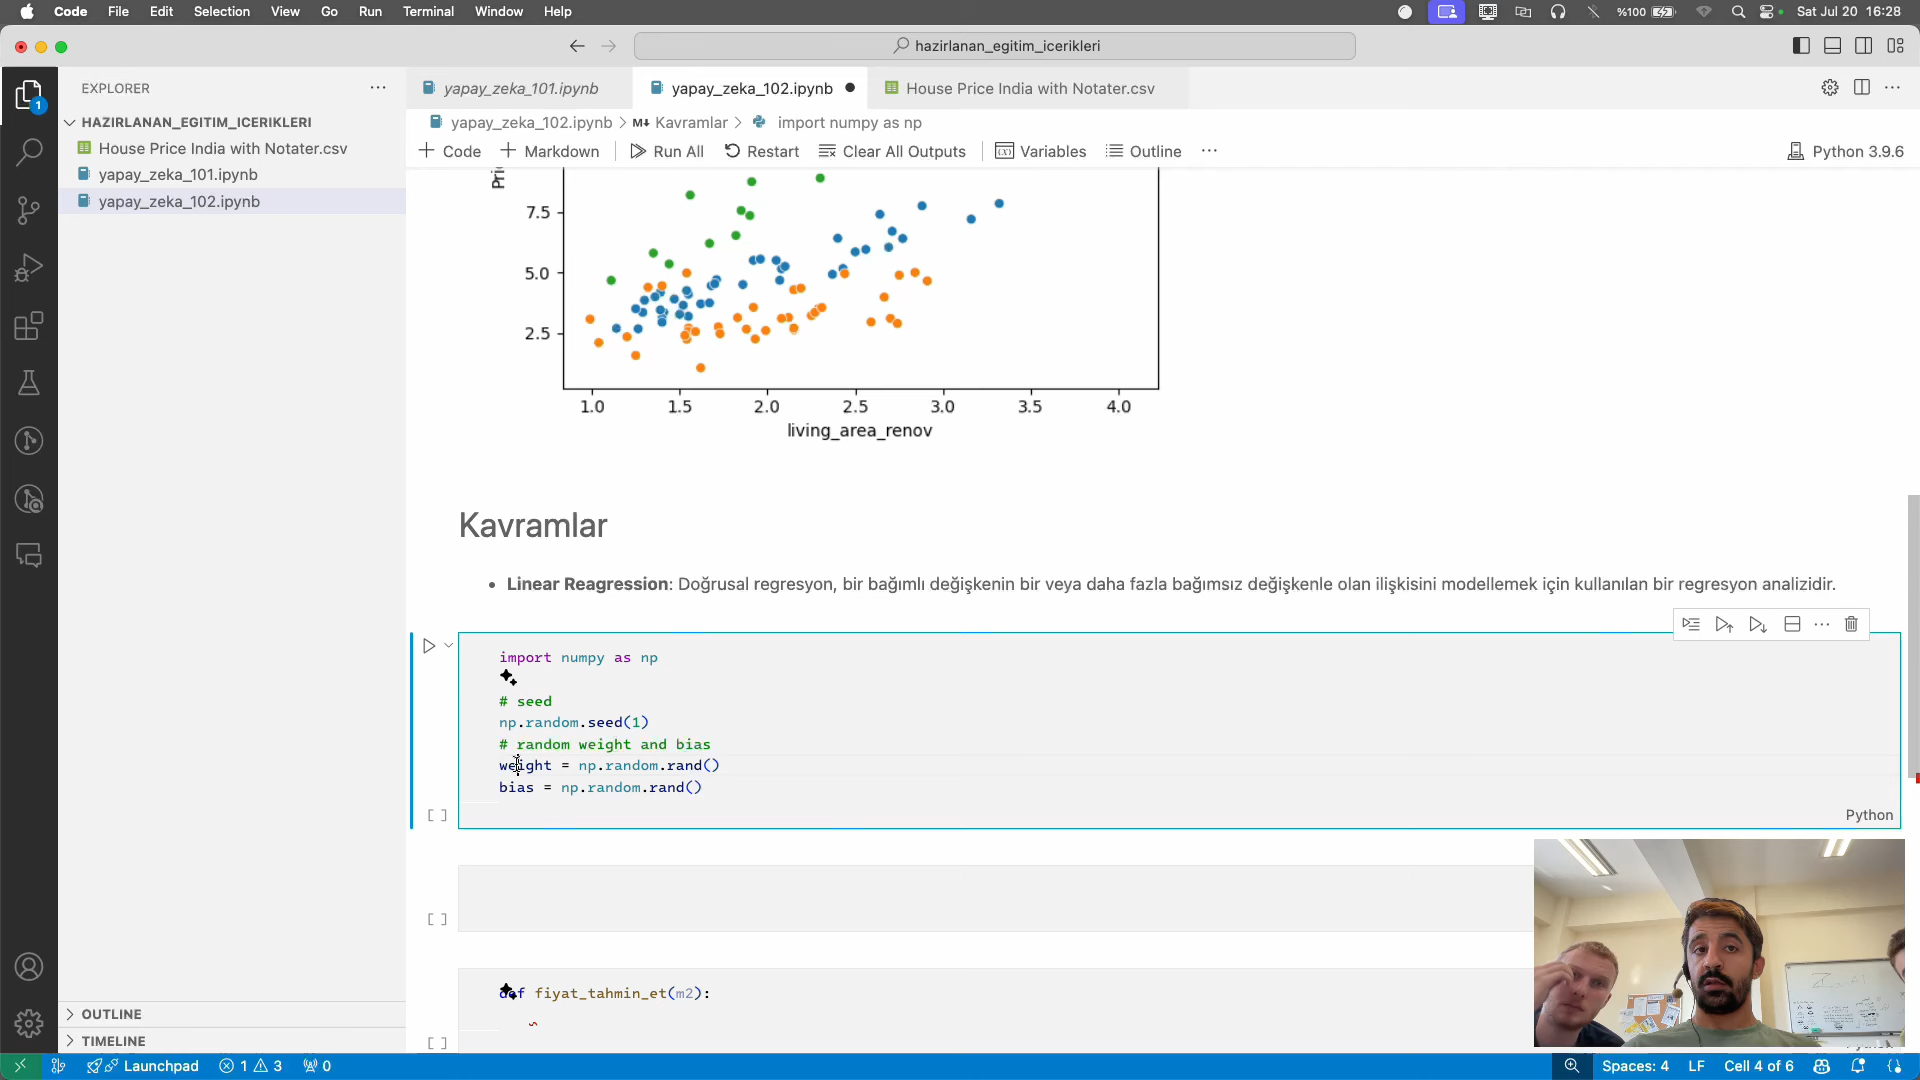 Code File Edit Selection View Go Run Terminal Window Help
%100
Sat Jul 20 16:28
hazirlanan_egitim_icerikleri
EXPLORER
yapay_zeka_101.ipynb
yapay_zeka_102.ipynb
House Price India with Notater.csv
1
HAZIRLANAN_EGITIM_ICERIKLERI
House Price India with Notater.csv
yapay_zeka_101.ipynb
yapay_zeka_102.ipynb
yapay_zeka_102.ipynb > M↓ Kavramlar > import numpy as np
+ Code + Markdown Run All Restart Clear All Outputs Variables Outline ...
Python 3.9.6
7.5
5.0
2.5
1.0 1.5 2.0 2.5 3.0 3.5 4.0
living_area_renov
Kavramlar
• Linear Reagression: Doğrusal regresyon, bir bağımlı değişkenin bir veya daha fazla bağımsız değişkenle olan ilişkisini modellemek için kullanılan bir regresyon analizidir.
import numpy as np
# seed
np.random.seed(1)
# random weight and bias
weight = np.random.rand()
bias = np.random.rand()
[ ]
Python
[ ]
def fiyat_tahmin_et(m2):
[ ]
OUTLINE
TIMELINE
Launchpad 1 3 0
Spaces: 4 LF Cell 4 of 6